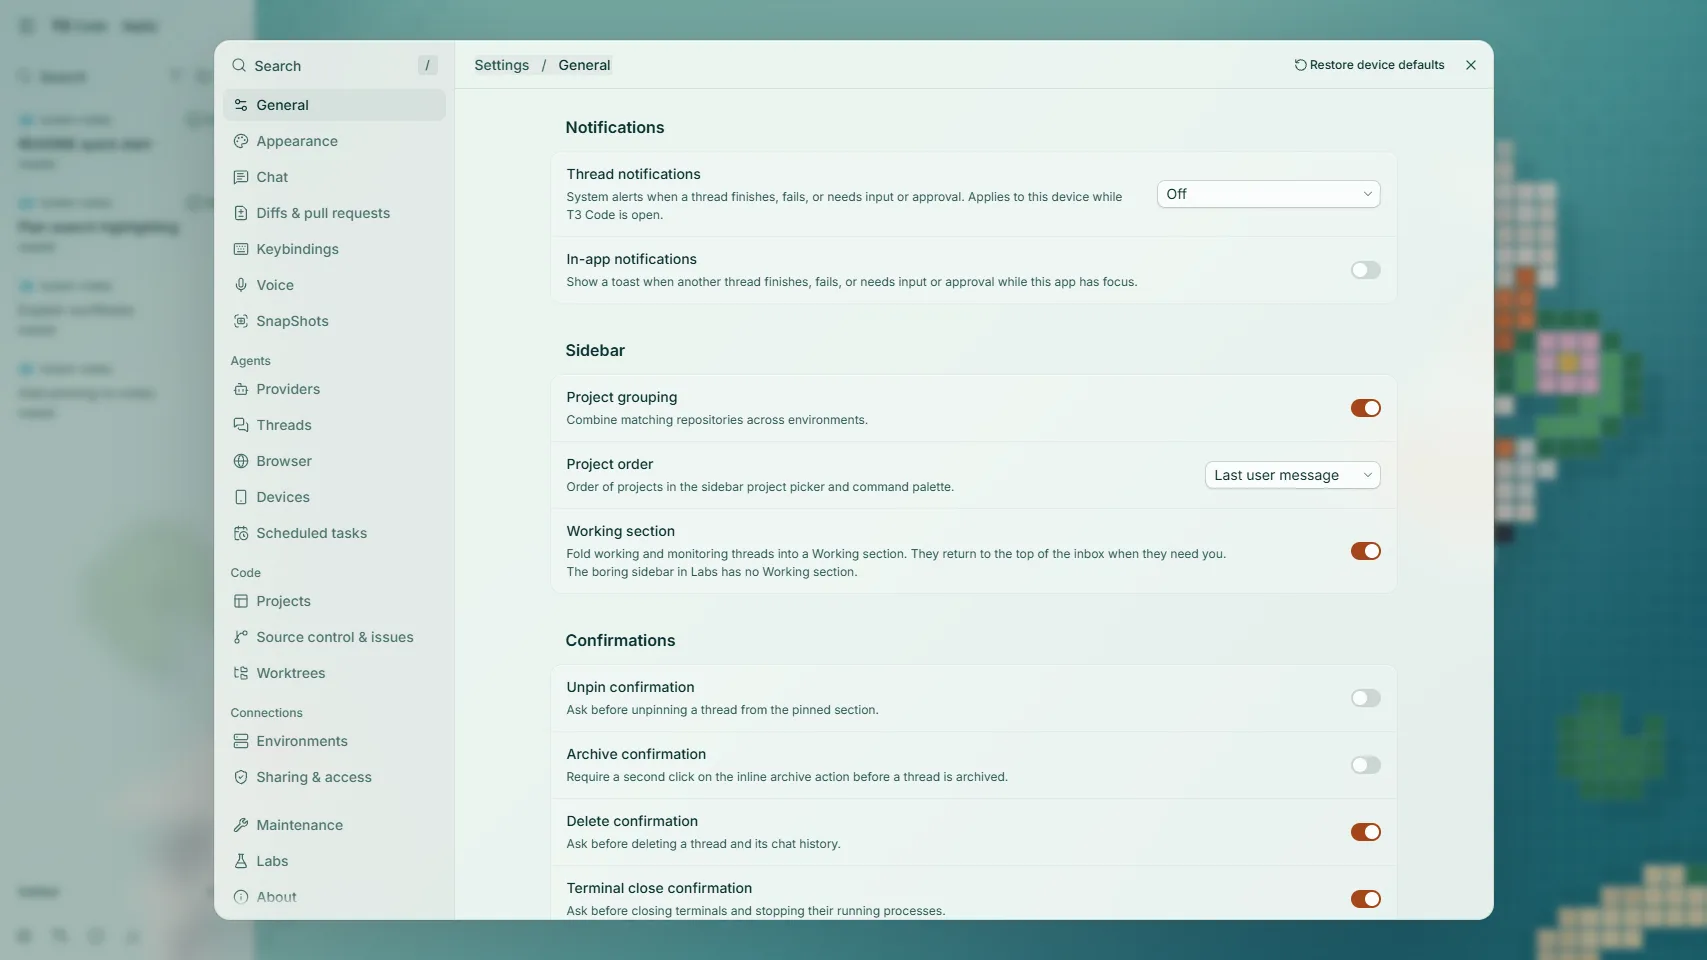 Search
/
General
Appearance
Chat
Diffs & pull requests
Keybindings
Voice
SnapShots
Agents
Providers
Threads
Browser
Devices
Scheduled tasks
Code
Projects
Source control & issues
Worktrees
Connections
Environments
Sharing & access
Maintenance
Labs
About
Settings / General
Restore device defaults
Notifications
Thread notifications
System alerts when a thread finishes, fails, or needs input or approval. Applies to this device while
T3 Code is open.
Off
In-app notifications
Show a toast when another thread finishes, fails, or needs input or approval while this app has focus.
Sidebar
Project grouping
Combine matching repositories across environments.
Project order
Order of projects in the sidebar project picker and command palette.
Last user message
Working section
Fold working and monitoring threads into a Working section. They return to the top of the inbox when they need you.
The boring sidebar in Labs has no Working section.
Confirmations
Unpin confirmation
Ask before unpinning a thread from the pinned section.
Archive confirmation
Require a second click on the inline archive action before a thread is archived.
Delete confirmation
Ask before deleting a thread and its chat history.
Terminal close confirmation
Ask before closing terminals and stopping their running processes.